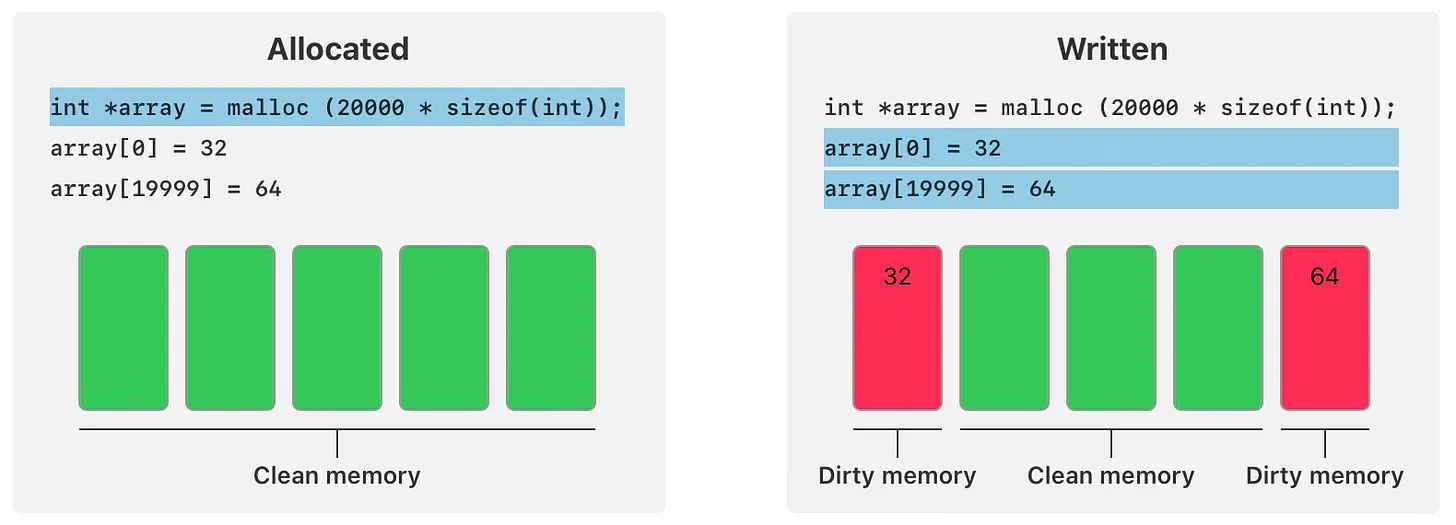 Allocated
int *array = malloc (20000 * sizeof(int));
array[0] = 32
array[19999] = 64
Clean memory
Written
int *array = malloc (20000 * sizeof(int));
array[0] = 32
array[19999] = 64
32
64
Dirty memory
Clean memory
Dirty memory